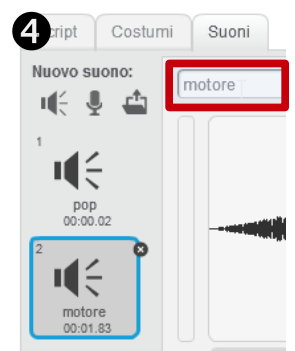 4
cript Costumi Suoni
Nuovo suono:
motore
1
pop
00:00.02
2
motore
00:01.83